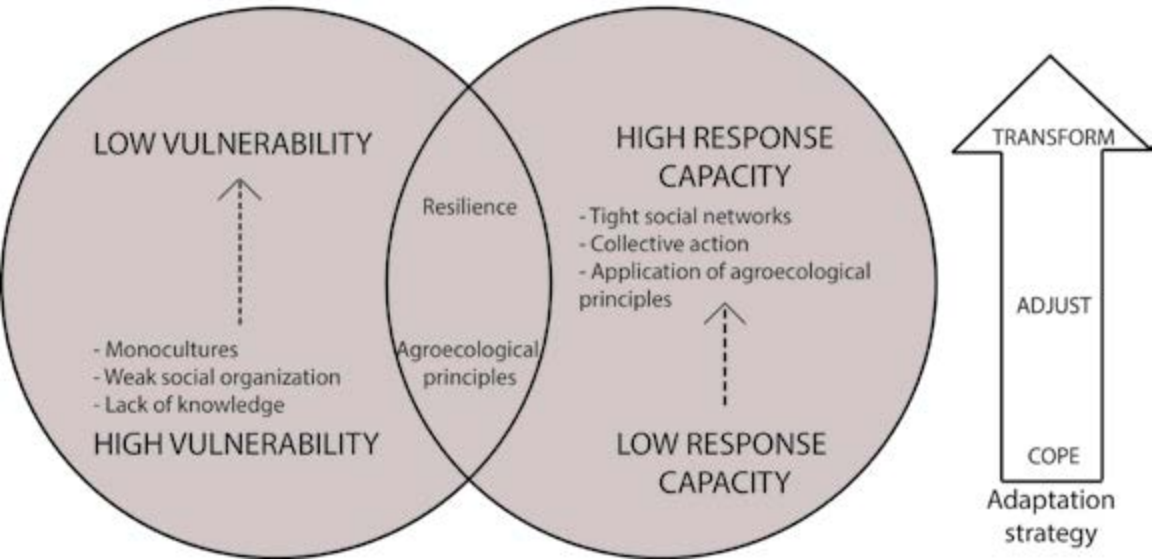 LOW VULNERABILITY
- Monocultures
- Weak social organization
- Lack of knowledge
HIGH VULNERABILITY
Resilience
Agroecological
principles
HIGH RESPONSE
CAPACITY
- Tight social networks
- Collective action
- Application of agroecological
principles
LOW RESPONSE
CAPACITY
TRANSFORM
ADJUST
COPE
Adaptation
strategy